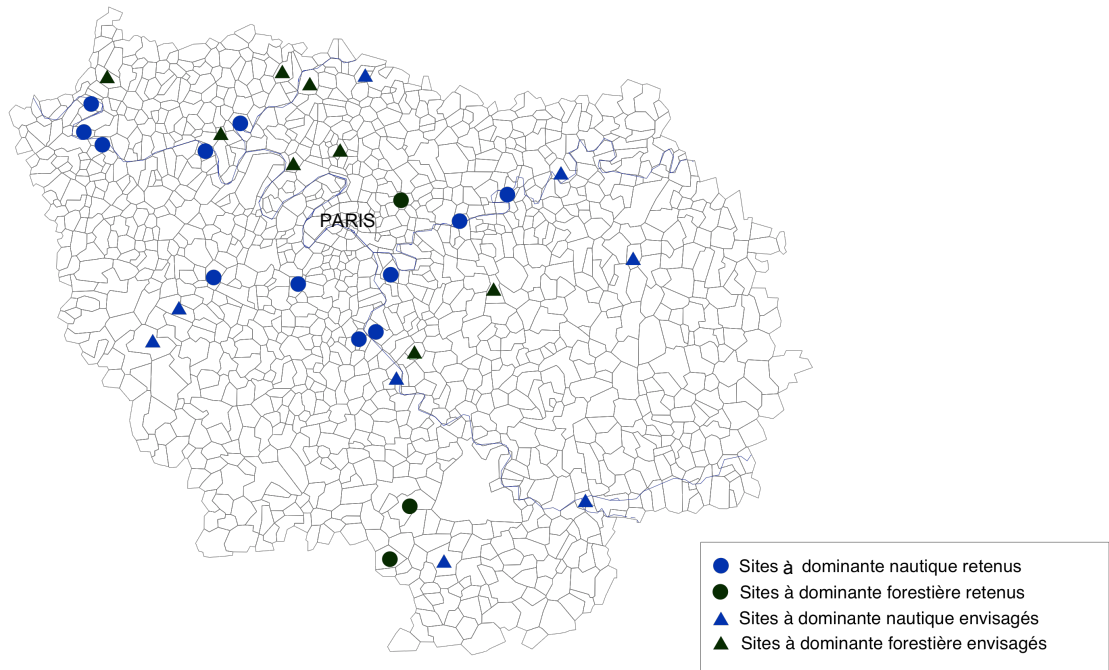 PARIS
Sites à dominante nautique retenus
Sites à dominante forestière retenus
Sites à dominante nautique envisagés
Sites à dominante forestière envisagés